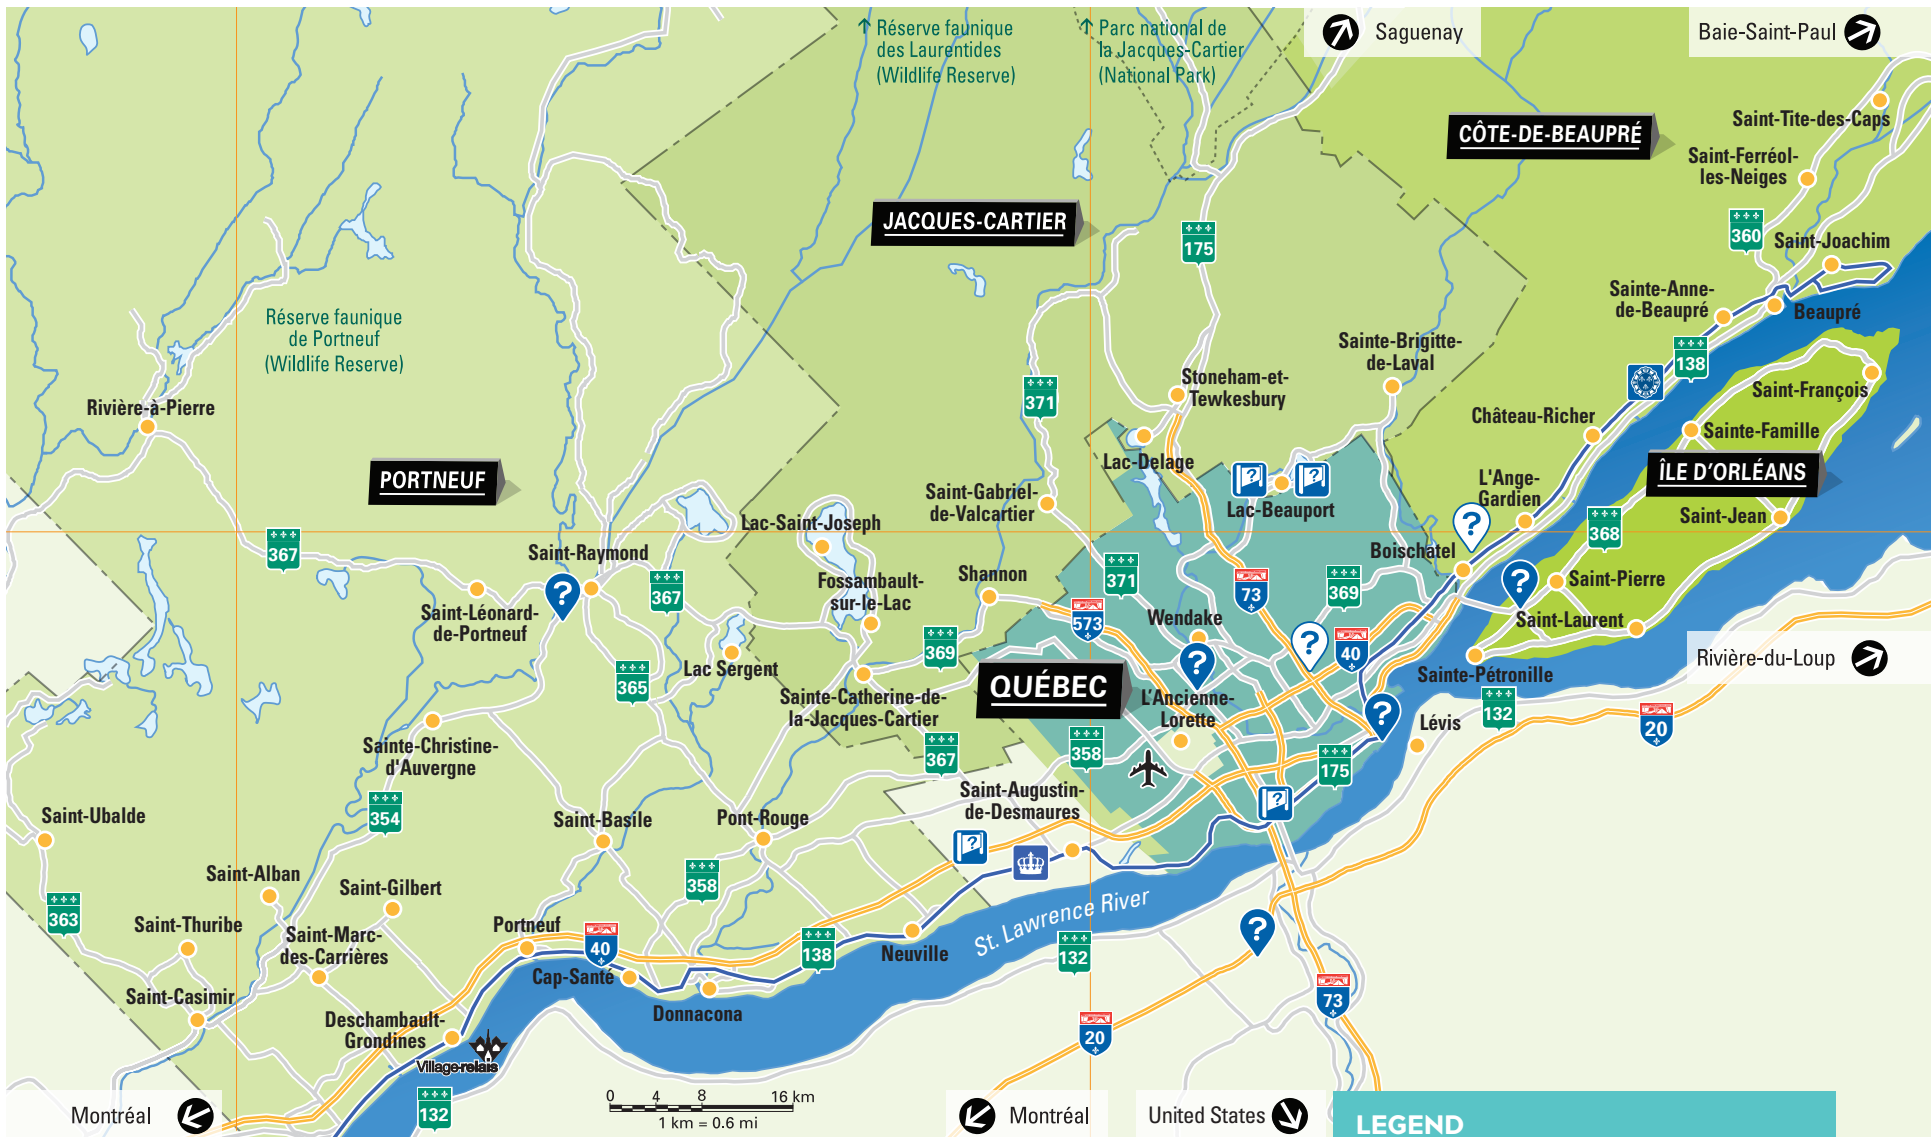 ↑ Réserve faunique
des Laurentides
(Wildlife Reserve)
↑ Parc national de
la Jacques-Cartier
(National Park)
Saguenay
Baie-Saint-Paul
CÔTE-DE-BEAUPRÉ
Saint-Tite-des-Caps
Saint-Ferréol-
les-Neiges
JACQUES-CARTIER
175
360
Saint-Joachim
Sainte-Anne-
de-Beaupré
Beaupré
Réserve faunique
de Portneuf
(Wildlife Reserve)
Sainte-Brigitte-
de-Laval
138
Stoneham-et-
Tewkesbury
371
Saint-François
Rivière-à-Pierre
Château-Richer
Sainte-Famille
Lac-Delage
PORTNEUF
ÎLE D'ORLÉANS
L'Ange-
Gardien
Saint-Gabriel-
de-Valcartier
Lac-Beauport
Saint-Jean
Lac-Saint-Joseph
368
367
Saint-Raymond
Boischatel
Shannon
371
Fossambault-
sur-le-Lac
367
73
369
Saint-Pierre
Saint-Léonard-
de-Portneuf
573
Wendake
Saint-Laurent
369
40
Lac Sergent
Rivière-du-Loup
365
QUÉBEC
Sainte-Pétronille
Sainte-Catherine-de-
la-Jacques-Cartier
L'Ancienne-
Lorette
132
20
Lévis
Sainte-Christine-
d'Auvergne
358
367
175
Saint-Augustin-
de-Desmaures
354
Saint-Ubalde
Saint-Basile
Pont-Rouge
Saint-Alban
Saint-Gilbert
358
363
Saint-Thuribe
Portneuf
St. Lawrence River
Saint-Marc-
des-Carrières
40
138
Neuville
132
Cap-Santé
Saint-Casimir
73
Donnacona
Deschambault-
Grondines
20
Village-relais
132
0 4 8 16 km
1 km = 0.6 mi
Montréal
Montréal
United States
LEGEND